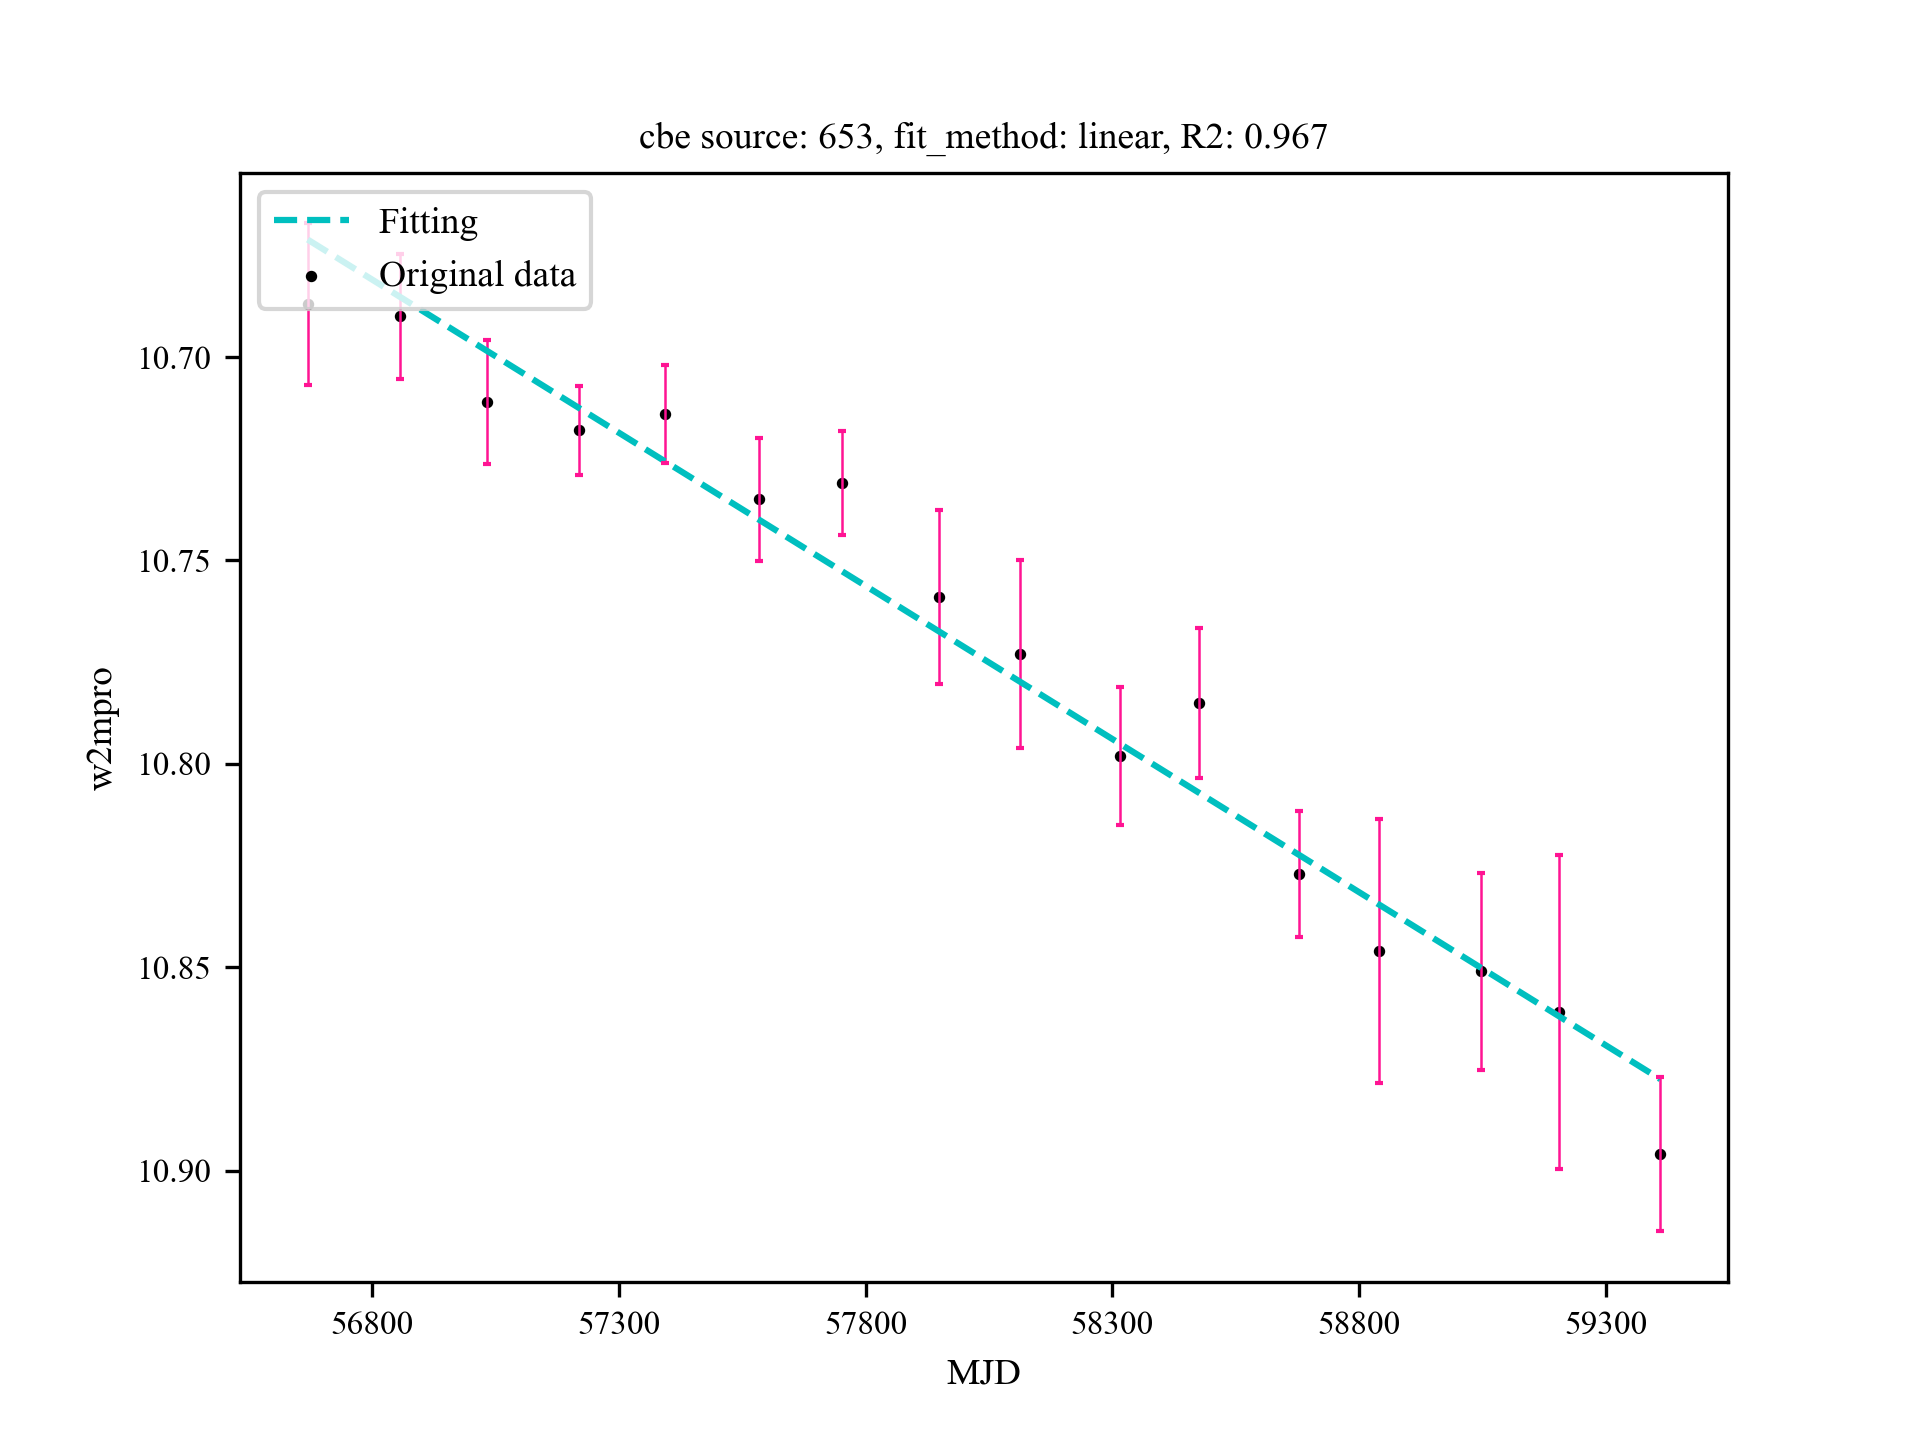 cbe source: 653, fit_method: linear, R2: 0.967
Fitting
Original data
10.70
10.75
10.80
10.85
10.90
w2mpro
56800 57300 57800 58300 58800 59300
MJD